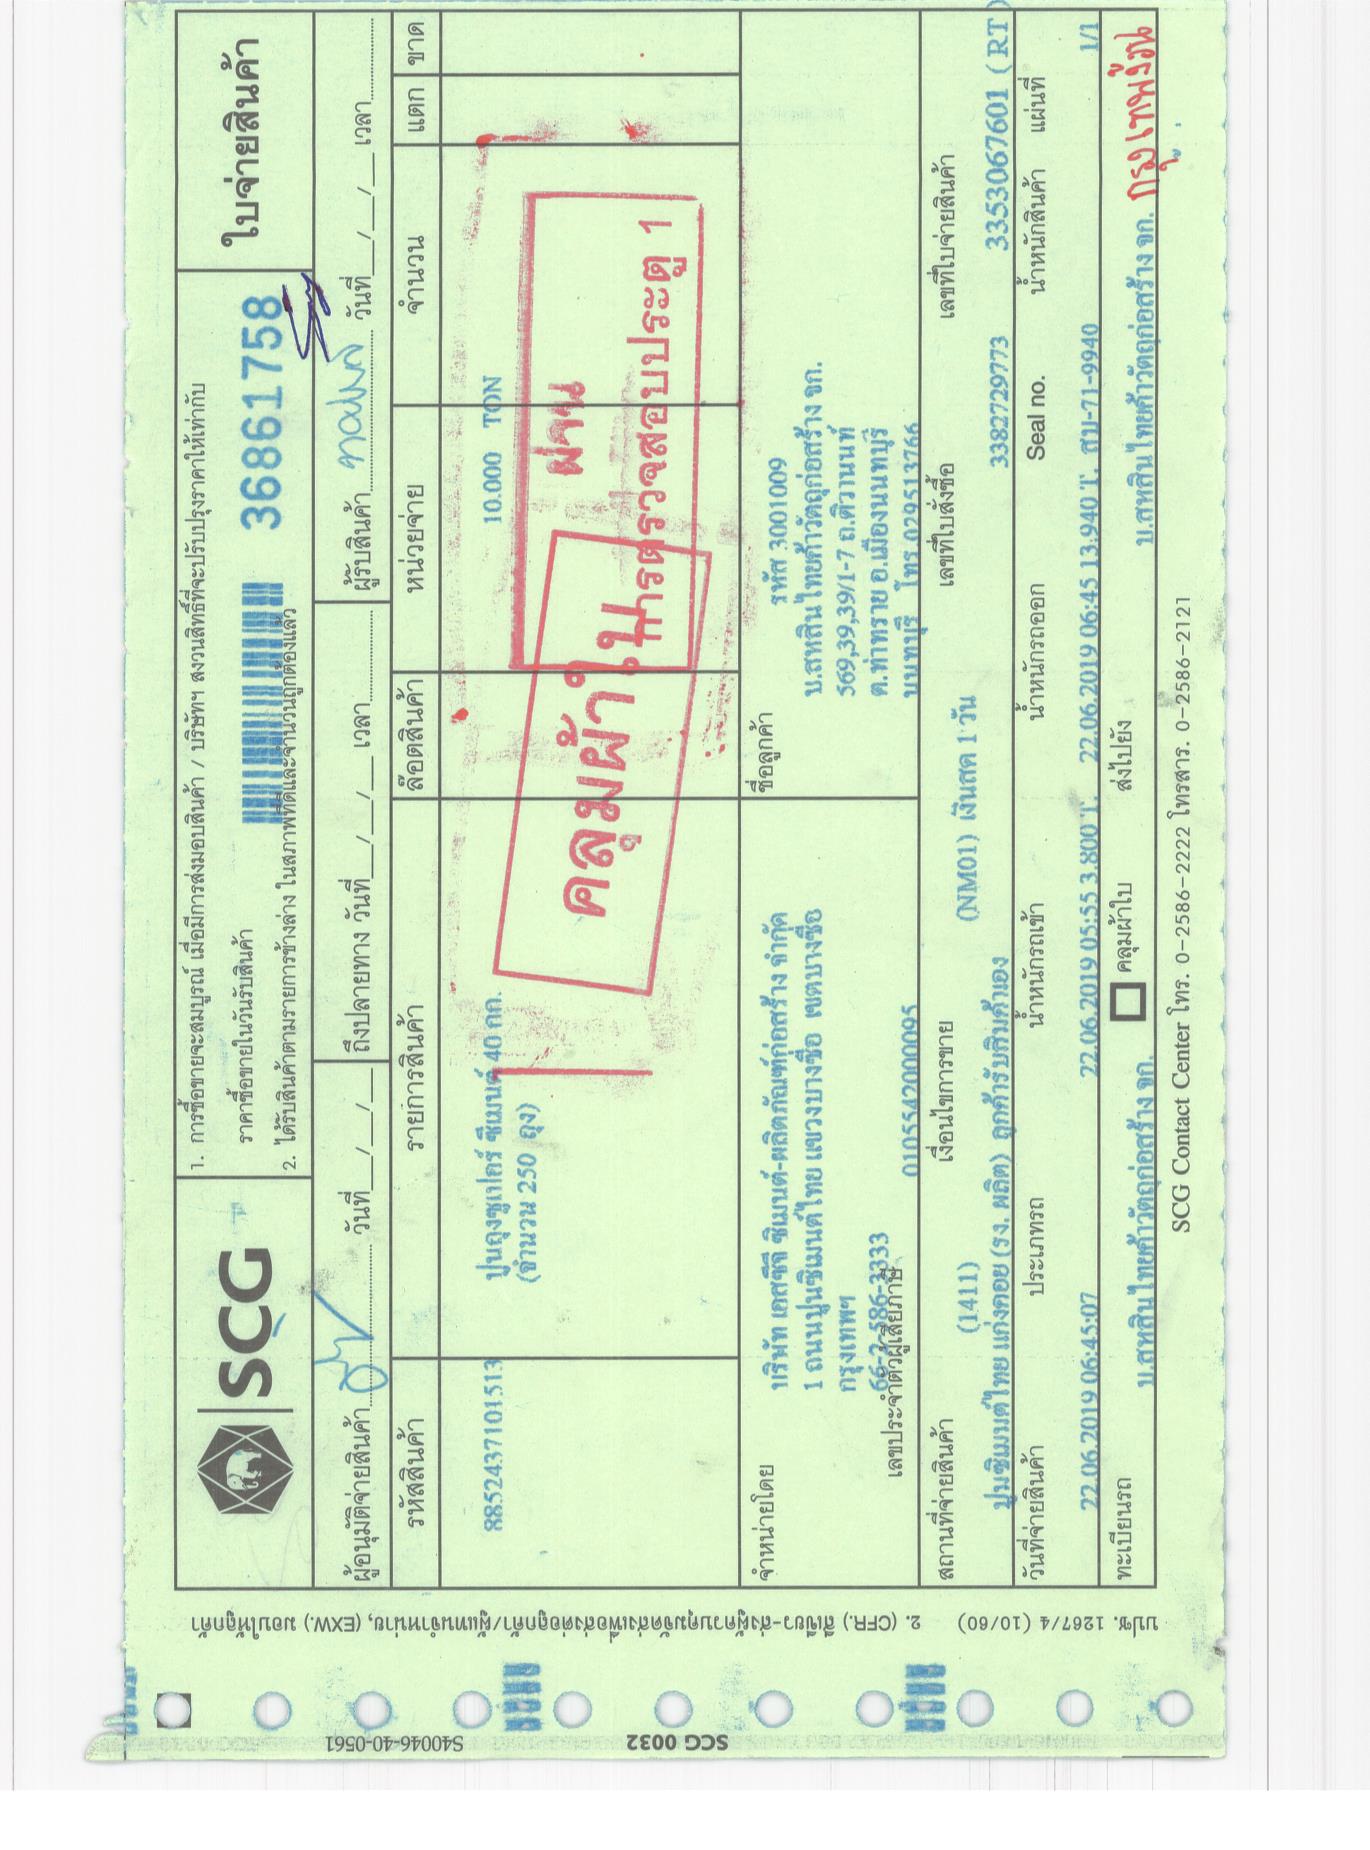 SCG
1. การซื้อขายจะสมบูรณ์ เมื่อมีการส่งมอบสินค้า / บริษัทฯ สงวนสิทธิ์ที่จะปรับปรุงราคาให้เท่ากับ
ราคาซื้อขายในวันรับสินค้า
36861758
2. ได้รับสินค้าตามรายการข้างล่าง ในสภาพที่ดีและจำนวนถูกต้องแล้ว
ใบจ่ายสินค้า
ผู้อนุมัติจ่ายสินค้า วันที่__/__/__ ถึงปลายทาง วันที่__/__/__ เวลา ผู้รับสินค้า วันที่__/__/__ เวลา
รหัสสินค้า รายการสินค้า ล๊อตสินค้า หน่วยจ่าย จำนวน แตก ขาด
8852437101513 ปูนถุงซูเปอร์ ซีเมนต์ 40 กก. 10.000 TON
(จำนวน 250 ถุง)
คลุมผ้าใบ
ผ่าน
การตรวจสอบประตู 1
จำหน่ายโดย
บริษัท เอสซีจี ซิเมนต์-ผลิตภัณฑ์ก่อสร้าง จำกัด
1 ถนนปูนซิเมนต์ไทย แขวงบางซื่อ เขตบางซื่อ
กรุงเทพฯ
66-2-586-3333
เลขประจำตัวผู้เสียภาษี
0105542000095
ชื่อลูกค้า
รหัส 3001009
บ.สหสินไทยค้าวัตถุก่อสร้าง จก.
569,39,39/1-7 ถ.ติวานนท์
ต.ท่าทราย อ.เมืองนนทบุรี
นนทบุรี โทร.029513766
สถานที่จ่ายสินค้า เงื่อนไขการขาย เลขที่ใบสั่งซื้อ เลขที่ใบจ่ายสินค้า
(1411) (NM01) เงินสด 1 วัน
ปูนซิเมนต์ไทย แก่งคอย (รง. ผลิต) ลูกค้ารับสินค้าเอง 3382729773 3353067601 ( RT )
วันที่จ่ายสินค้า ประเภทรถ น้ำหนักรถเข้า น้ำหนักรถออก Seal no. น้ำหนักสินค้า แผ่นที่
22.06.2019 06:45:07 22.06.2019 05:55 3.800 T. 22.06.2019 06:45 13.940 T. สบ-71-9940 1/1
ทะเบียนรถ คลุมผ้าใบ ส่งไปยัง
บ.สหสินไทยค้าวัตถุก่อสร้าง จก. บ.สหสินไทยค้าวัตถุก่อสร้าง จก.
SCG Contact Center โทร. 0-2586-2222 โทรสาร. 0-2586-2121
S40046-40-0561
SCG 0032
บปซ. 1267/4 (10/60) 2. (CFR.) สีเขียว-ส่งผู้ควบคุมจัดส่งเพื่อส่งต่อลูกค้า/ผู้แทนจำหน่าย, (EXW.) มอบให้ลูกค้า